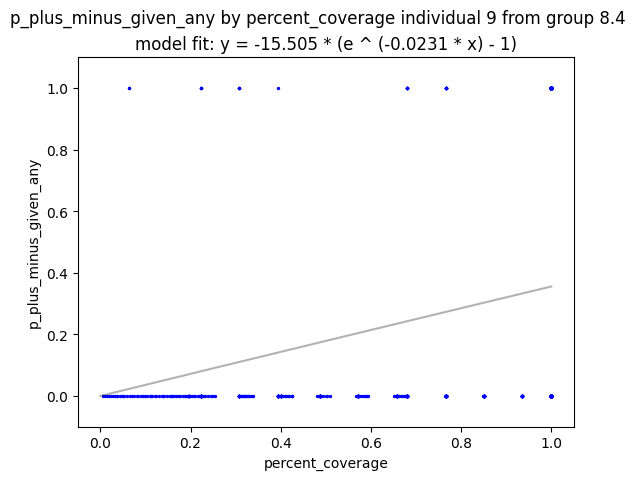 p_plus_minus_given_any by percent_coverage individual 9 from group 8.4
model fit: y = -15.505 * (e ^ (-0.0231 * x) - 1)
1.0
0.8
0.6
0.4
0.2
0.0
p_plus_minus_given_any
0.0 0.2 0.4 0.6 0.8 1.0
percent_coverage